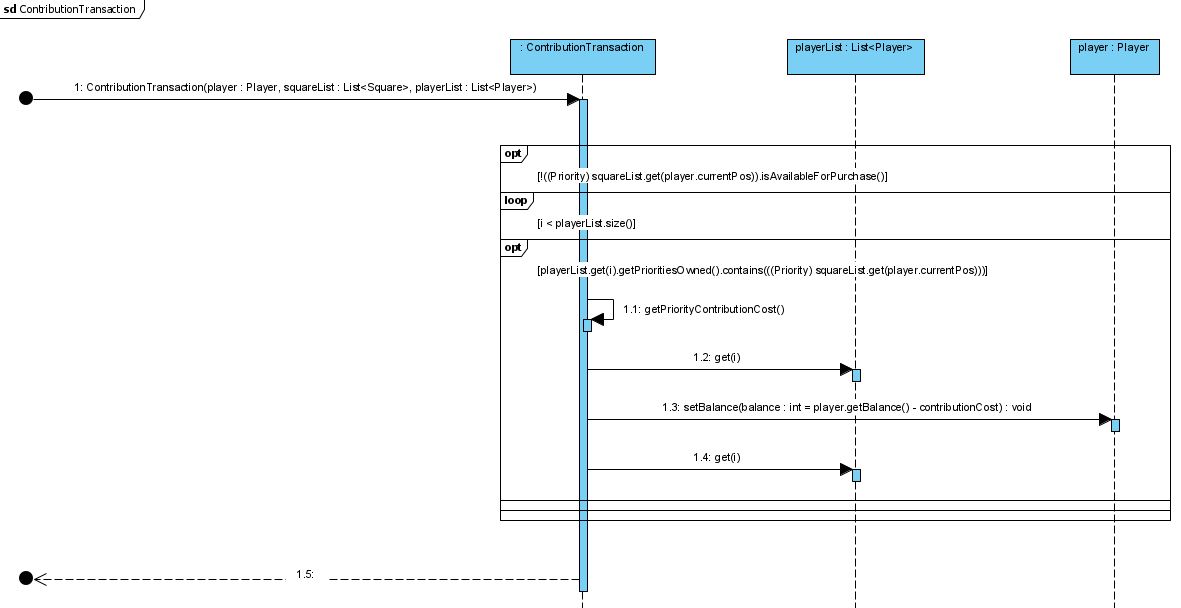 sd ContributionTransaction
: ContributionTransaction
playerList : List<Player>
player : Player
1: ContributionTransaction(player : Player, squareList : List<Square>, playerList : List<Player>)
opt
[!((Priority) squareList.get(player.currentPos)).isAvailableForPurchase()]
loop
[i < playerList.size()]
opt
[playerList.get(i).getPrioritiesOwned().contains(((Priority) squareList.get(player.currentPos)))]
1.1: getPriorityContributionCost()
1.2: get(i)
1.3: setBalance(balance : int = player.getBalance() - contributionCost) : void
1.4: get(i)
1.5: